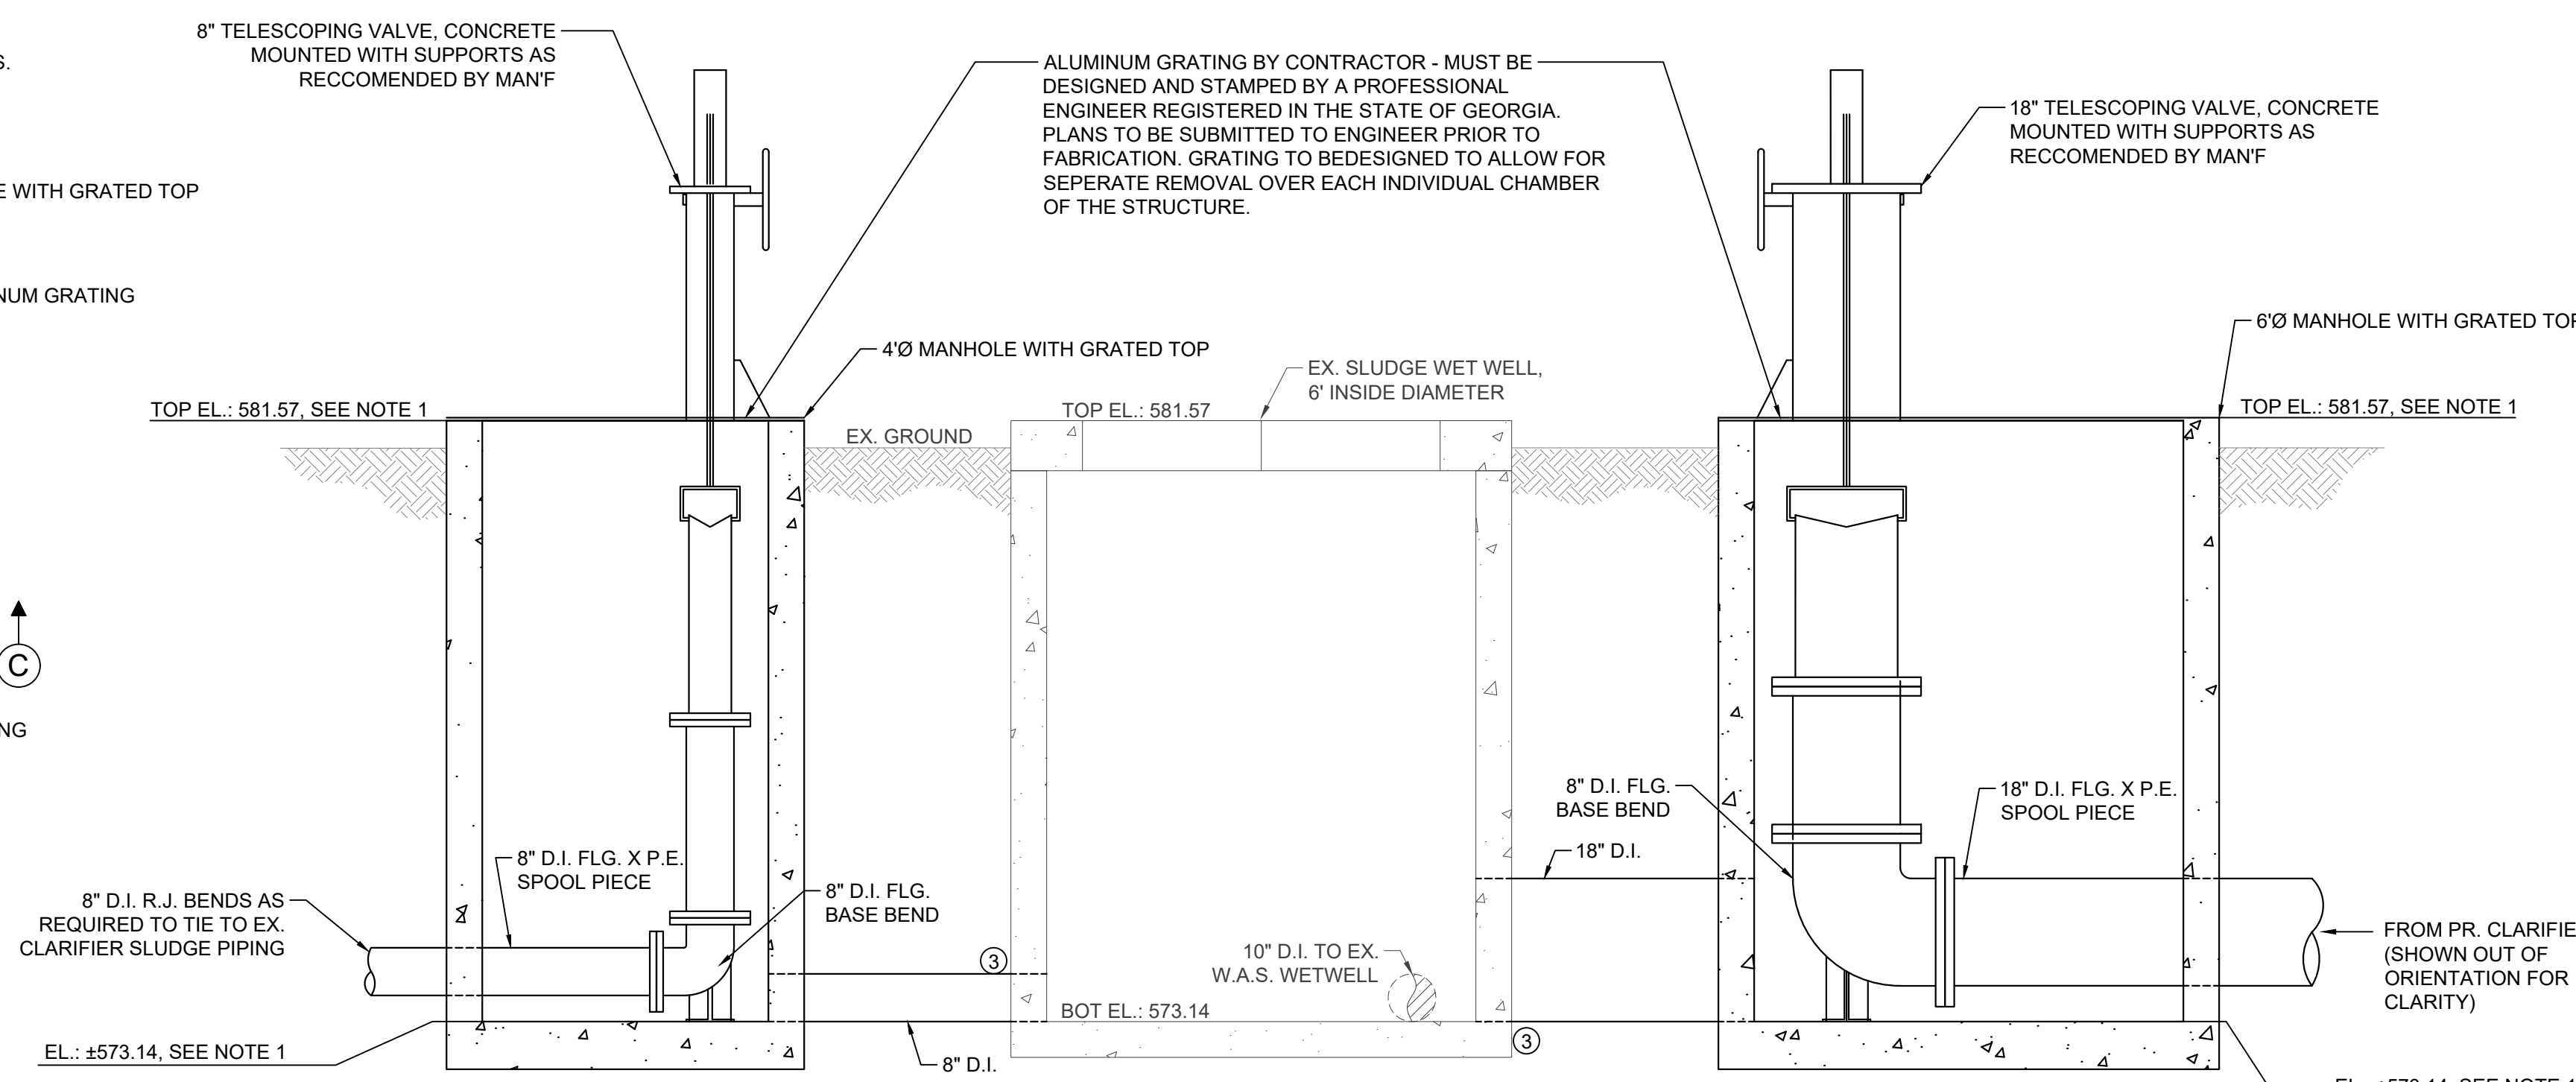 8" TELESCOPING VALVE, CONCRETE
MOUNTED WITH SUPPORTS AS
RECCOMENDED BY MAN'F
S.
E WITH GRATED TOP
NUM GRATING
ALUMINUM GRATING BY CONTRACTOR - MUST BE
DESIGNED AND STAMPED BY A PROFESSIONAL
ENGINEER REGISTERED IN THE STATE OF GEORGIA.
PLANS TO BE SUBMITTED TO ENGINEER PRIOR TO
FABRICATION. GRATING TO BEDESIGNED TO ALLOW FOR
SEPERATE REMOVAL OVER EACH INDIVIDUAL CHAMBER
OF THE STRUCTURE.
18" TELESCOPING VALVE, CONCRETE
MOUNTED WITH SUPPORTS AS
RECCOMENDED BY MAN'F
4'Ø MANHOLE WITH GRATED TOP
6'Ø MANHOLE WITH GRATED TOP
EX. SLUDGE WET WELL,
6' INSIDE DIAMETER
TOP EL.: 581.57, SEE NOTE 1
TOP EL.: 581.57
TOP EL.: 581.57, SEE NOTE 1
EX. GROUND
C
NG
8" D.I. FLG.
BASE BEND
18" D.I. FLG. X P.E.
SPOOL PIECE
18" D.I.
8" D.I. FLG. X P.E.
SPOOL PIECE
8" D.I. R.J. BENDS AS
REQUIRED TO TIE TO EX.
CLARIFIER SLUDGE PIPING
8" D.I. FLG.
BASE BEND
3
10" D.I. TO EX.
W.A.S. WETWELL
FROM PR. CLARIFIE
(SHOWN OUT OF
ORIENTATION FOR
CLARITY)
BOT EL.: 573.14
3
EL.: ±573.14, SEE NOTE 1
8" D.I.
EL.: ±573.14, SEE NOTE 1